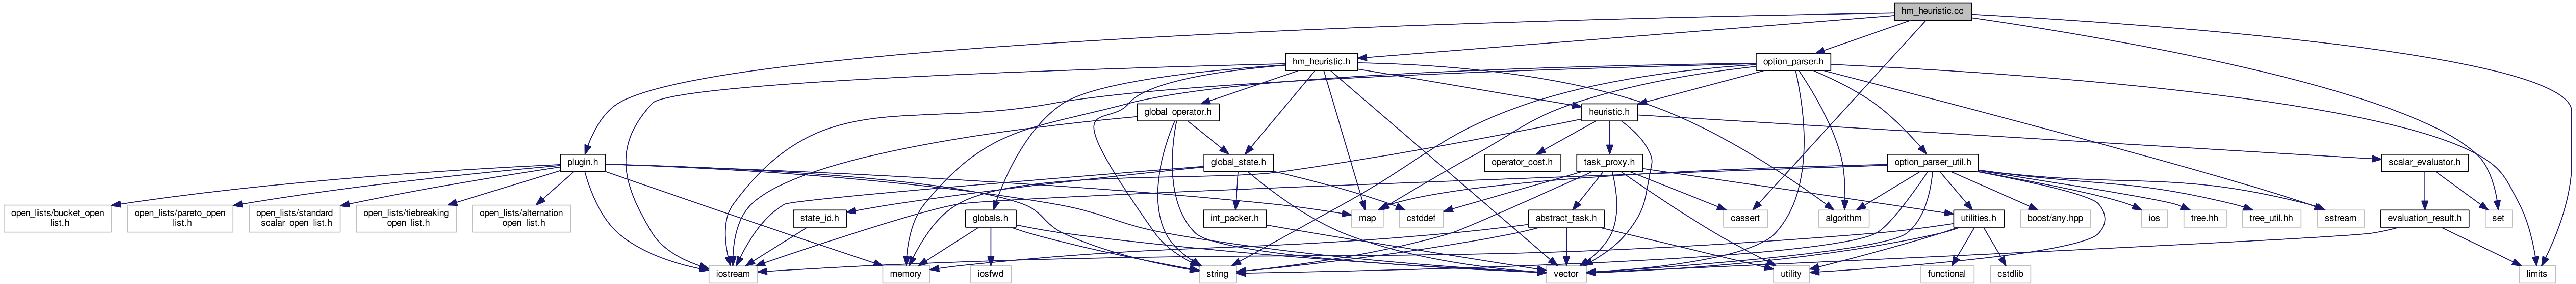 hm_heuristic.cc
hm_heuristic.h
option_parser.h
global_operator.h
heuristic.h
plugin.h
global_state.h
operator_cost.h
task_proxy.h
option_parser_util.h
scalar_evaluator.h
open_lists/bucket_open
_list.h
open_lists/pareto_open
_list.h
open_lists/standard
_scalar_open_list.h
open_lists/tiebreaking
_open_list.h
open_lists/alternation
_open_list.h
state_id.h
globals.h
int_packer.h
map
cstddef
abstract_task.h
cassert
algorithm
utilities.h
boost/any.hpp
ios
tree.hh
tree_util.hh
sstream
evaluation_result.h
set
iostream
memory
iosfwd
string
vector
utility
functional
cstdlib
limits